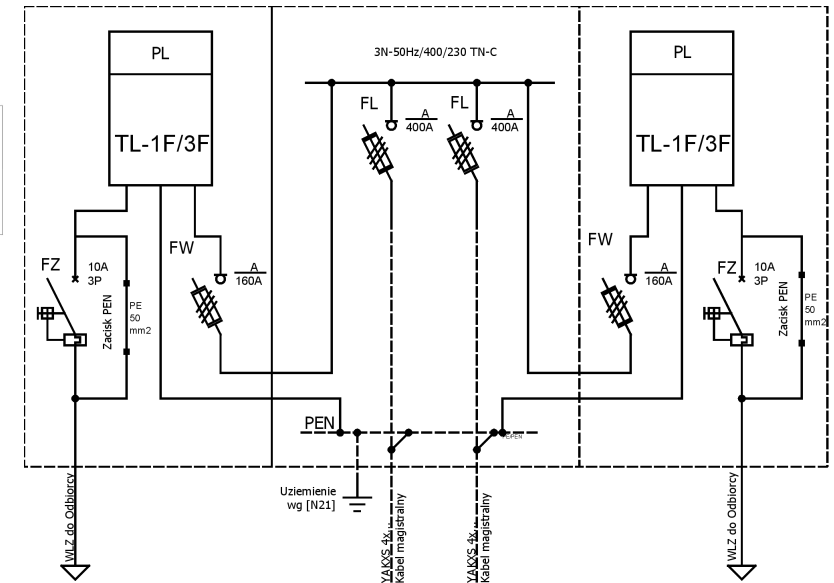 PL
TL-1F/3F
3N-50Hz/400/230 TN-C
PL
TL-1F/3F
FL
A
400A
FL
A
400A
FW
A
160A
FW
A
160A
FZ
10A
3P
Zacisk PEN
PE
50
mm2
FZ
10A
3P
Zacisk PEN
PE
50
mm2
PEN
PE/PEN
WLZ do Odbiorcy
Uziemienie
wg [N21]
YAKXS 4x...
Kabel magistralny
YAKXS 4x...
Kabel magistralny
WLZ do Odbiorcy